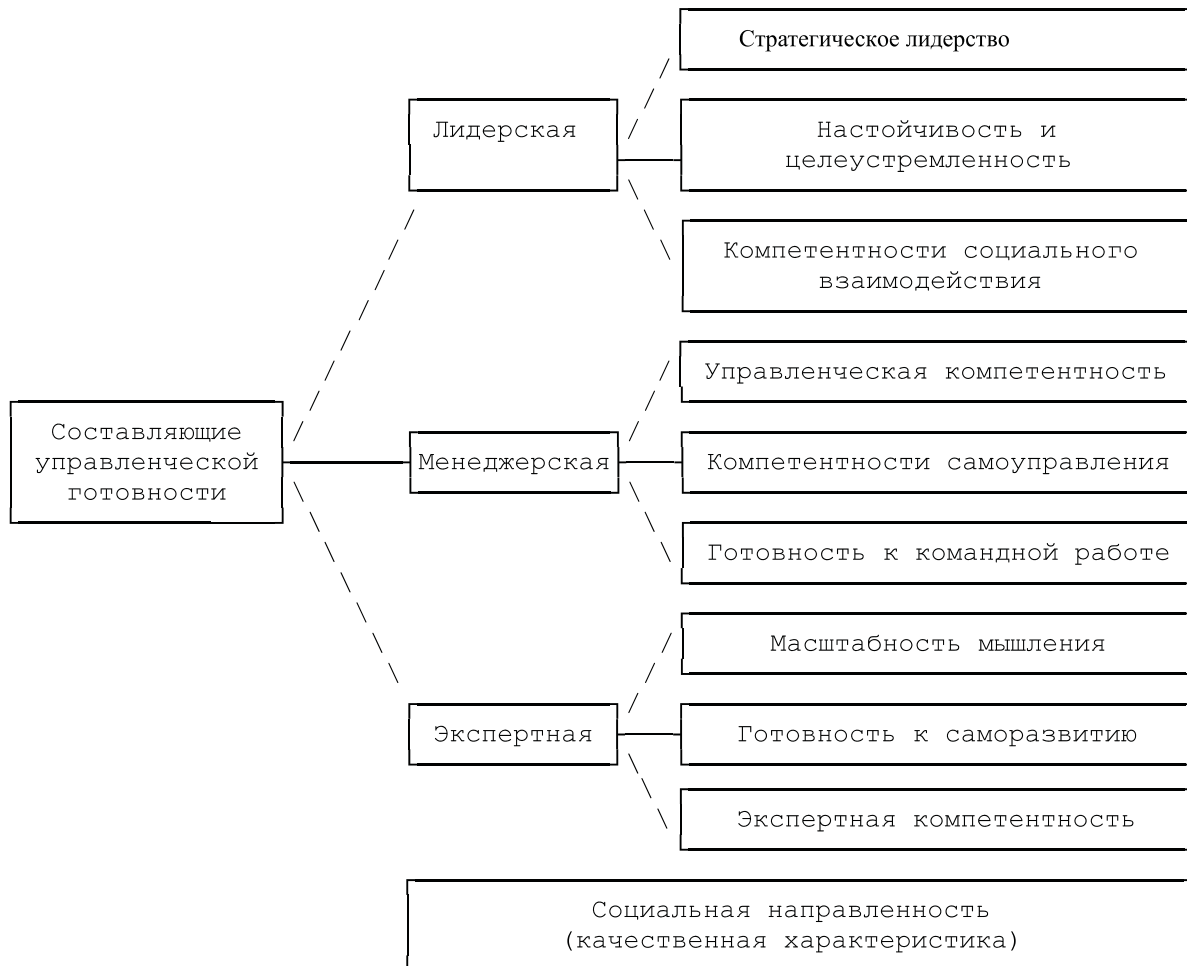 Стратегическое лидерство
Лидерская
Настойчивость и
целеустремленность
Компетентности социального
взаимодействия
Управленческая компетентность
Составляющие
управленческой
готовности
Менеджерская
Компетентности самоуправления
Готовность к командной работе
Масштабность мышления
Экспертная
Готовность к саморазвитию
Экспертная компетентность
Социальная направленность
(качественная характеристика)